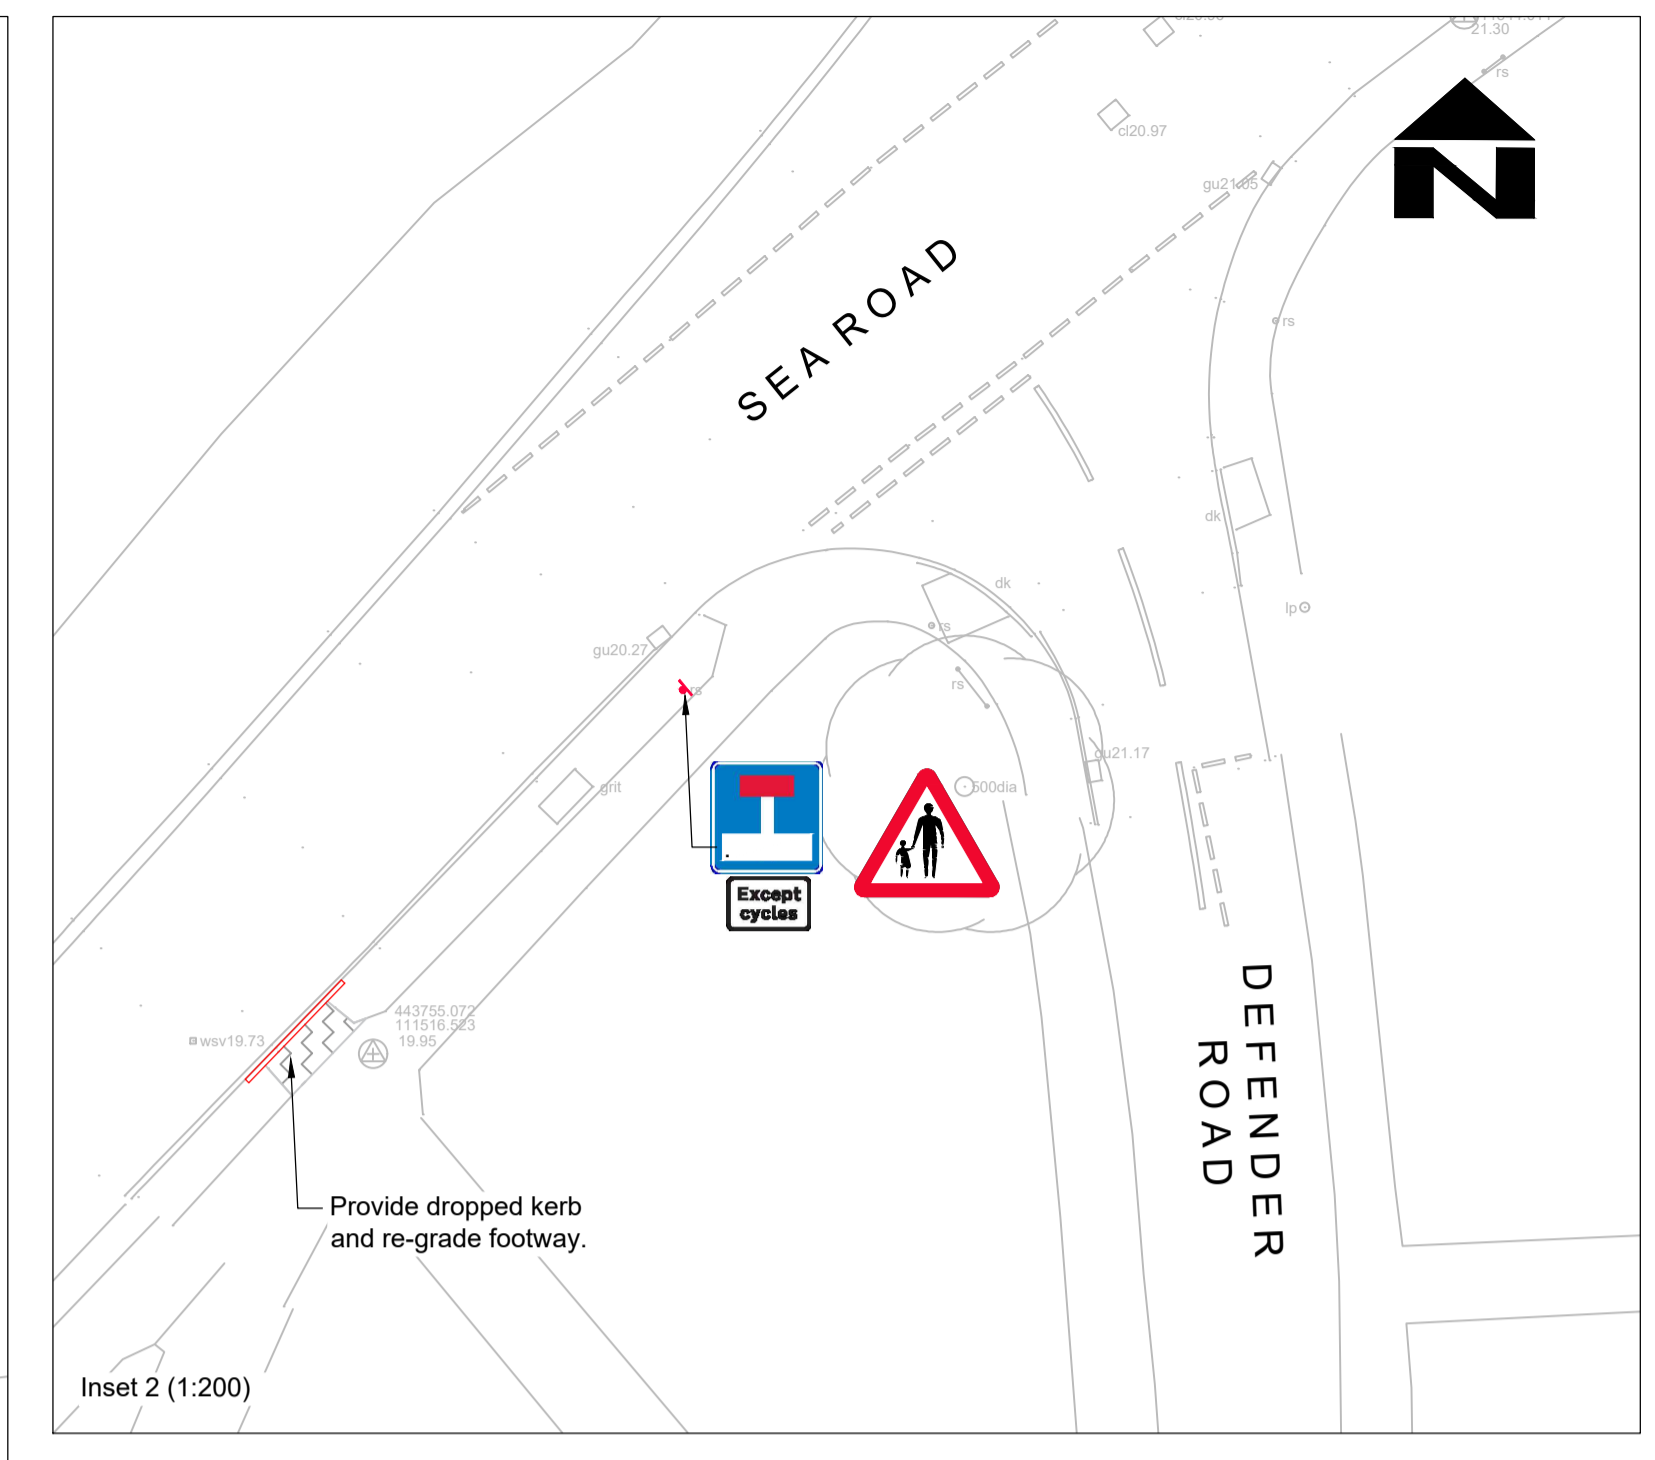 21.30
rs
cl20.97
N
gu21.05
SEA ROAD
rs
dk
dk
lp
rs
gu20.27
rs
rs
gu21.17
grit
500dia
Except
cycles
DEFENDER
ROAD
443755.072
111516.523
19.95
wsv19.73
Provide dropped kerb
and re-grade footway.
Inset 2 (1:200)